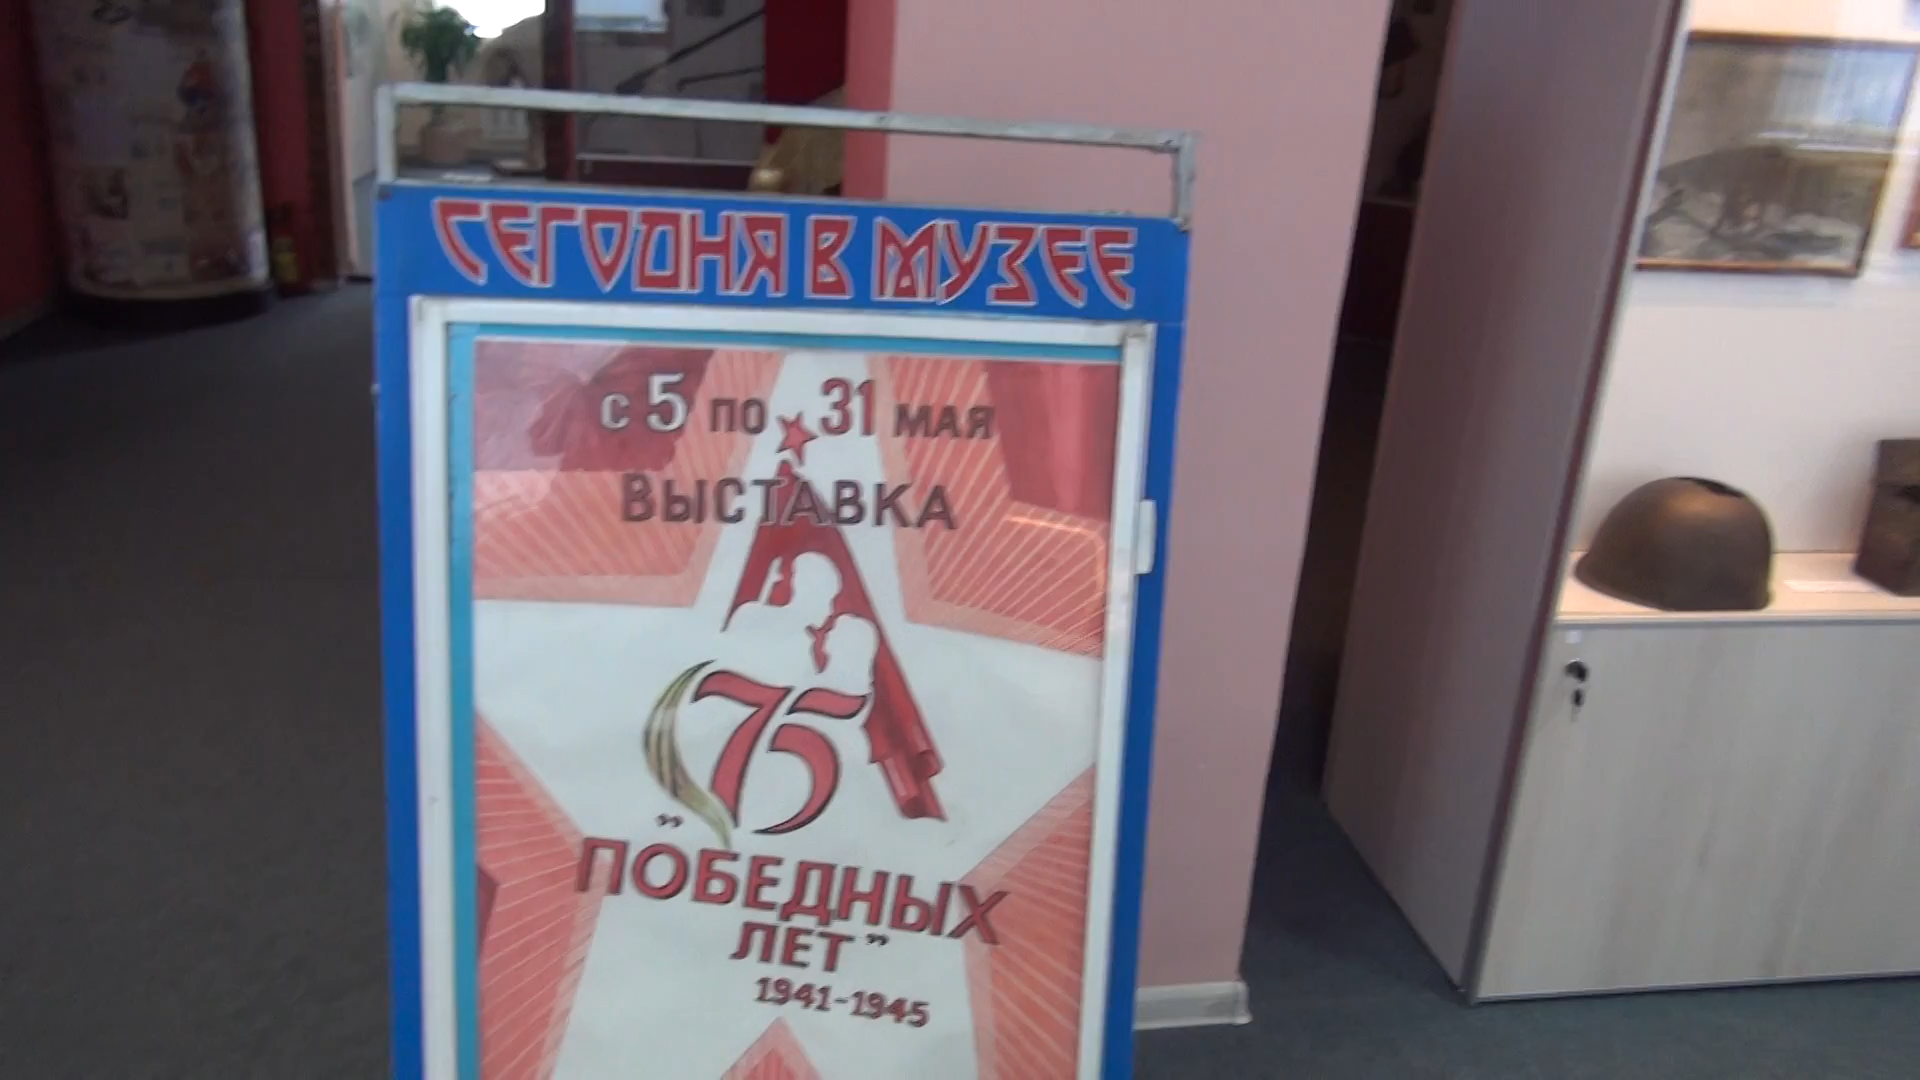 СЕГОДНЯ В МУЗЕЕ
с 5 по 31 мая
Выставка
75
"ПОБЕДНЫХ
ЛЕТ"
1941-1945